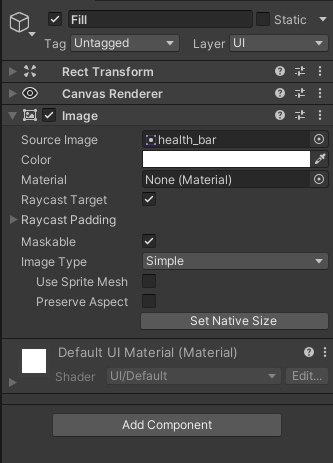 Fill Static
Tag Untagged Layer UI
Rect Transform
Canvas Renderer
Image
Source Image health_bar
Color
Material None (Material)
Raycast Target
Raycast Padding
Maskable
Image Type Simple
Use Sprite Mesh
Preserve Aspect
Set Native Size
Default UI Material (Material)
Shader UI/Default Edit...
Add Component